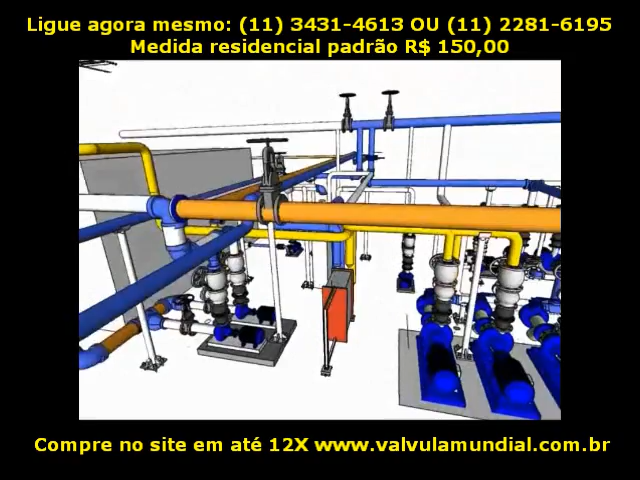 Ligue agora mesmo: (11) 3431-4613 OU (11) 2281-6195
Medida residencial padrão R$ 150,00
Compre no site em até 12X www.valvulamundial.com.br